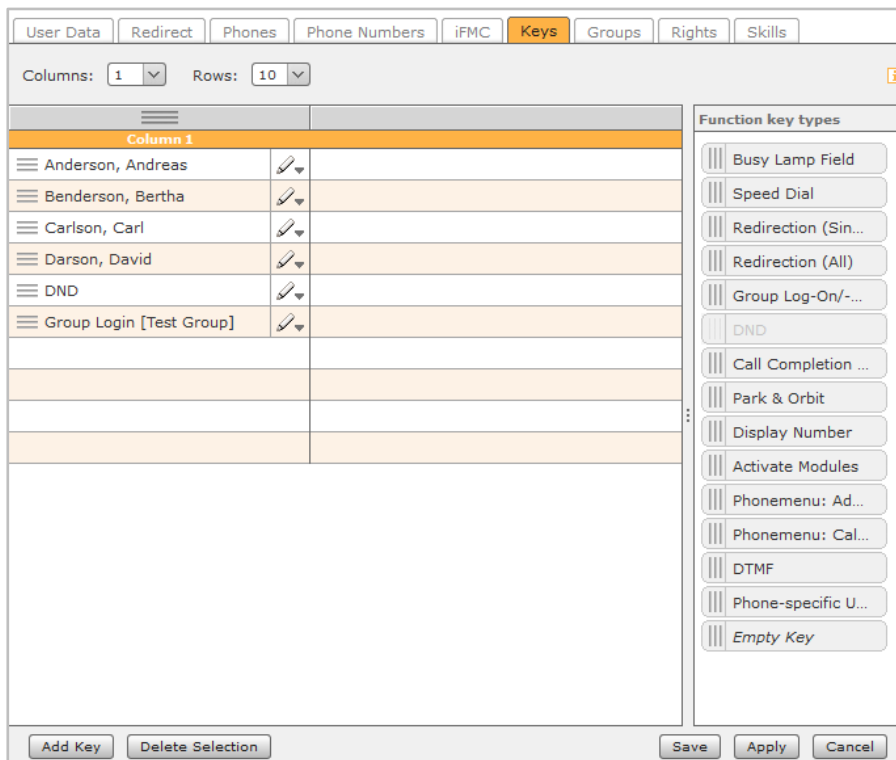 User Data Redirect Phones Phone Numbers iFMC Keys Groups Rights Skills
Columns: 1 Rows: 10
Column 1
Anderson, Andreas
Benderson, Bertha
Carlson, Carl
Darson, David
DND
Group Login [Test Group]
Function key types
Busy Lamp Field
Speed Dial
Redirection (Sin...
Redirection (All)
Group Log-On/-...
DND
Call Completion ...
Park & Orbit
Display Number
Activate Modules
Phonemenu: Ad...
Phonemenu: Cal...
DTMF
Phone-specific U...
Empty Key
Add Key Delete Selection Save Apply Cancel